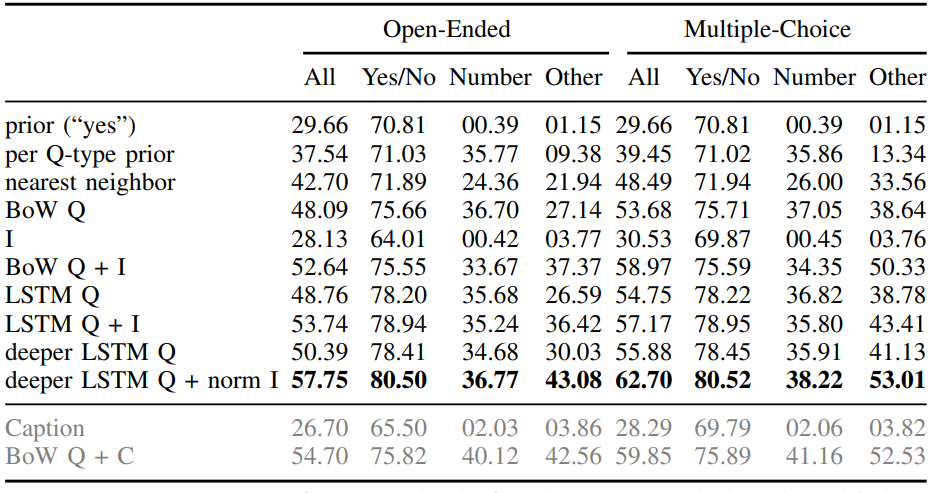 Open-Ended Multiple-Choice
All Yes/No Number Other All Yes/No Number Other
prior (“yes”) 29.66 70.81 00.39 01.15 29.66 70.81 00.39 01.15
per Q-type prior 37.54 71.03 35.77 09.38 39.45 71.02 35.86 13.34
nearest neighbor 42.70 71.89 24.36 21.94 48.49 71.94 26.00 33.56
BoW Q 48.09 75.66 36.70 27.14 53.68 75.71 37.05 38.64
I 28.13 64.01 00.42 03.77 30.53 69.87 00.45 03.76
BoW Q + I 52.64 75.55 33.67 37.37 58.97 75.59 34.35 50.33
LSTM Q 48.76 78.20 35.68 26.59 54.75 78.22 36.82 38.78
LSTM Q + I 53.74 78.94 35.24 36.42 57.17 78.95 35.80 43.41
deeper LSTM Q 50.39 78.41 34.68 30.03 55.88 78.45 35.91 41.13
deeper LSTM Q + norm I 57.75 80.50 36.77 43.08 62.70 80.52 38.22 53.01
Caption 26.70 65.50 02.03 03.86 28.29 69.79 02.06 03.82
BoW Q + C 54.70 75.82 40.12 42.56 59.85 75.89 41.16 52.53